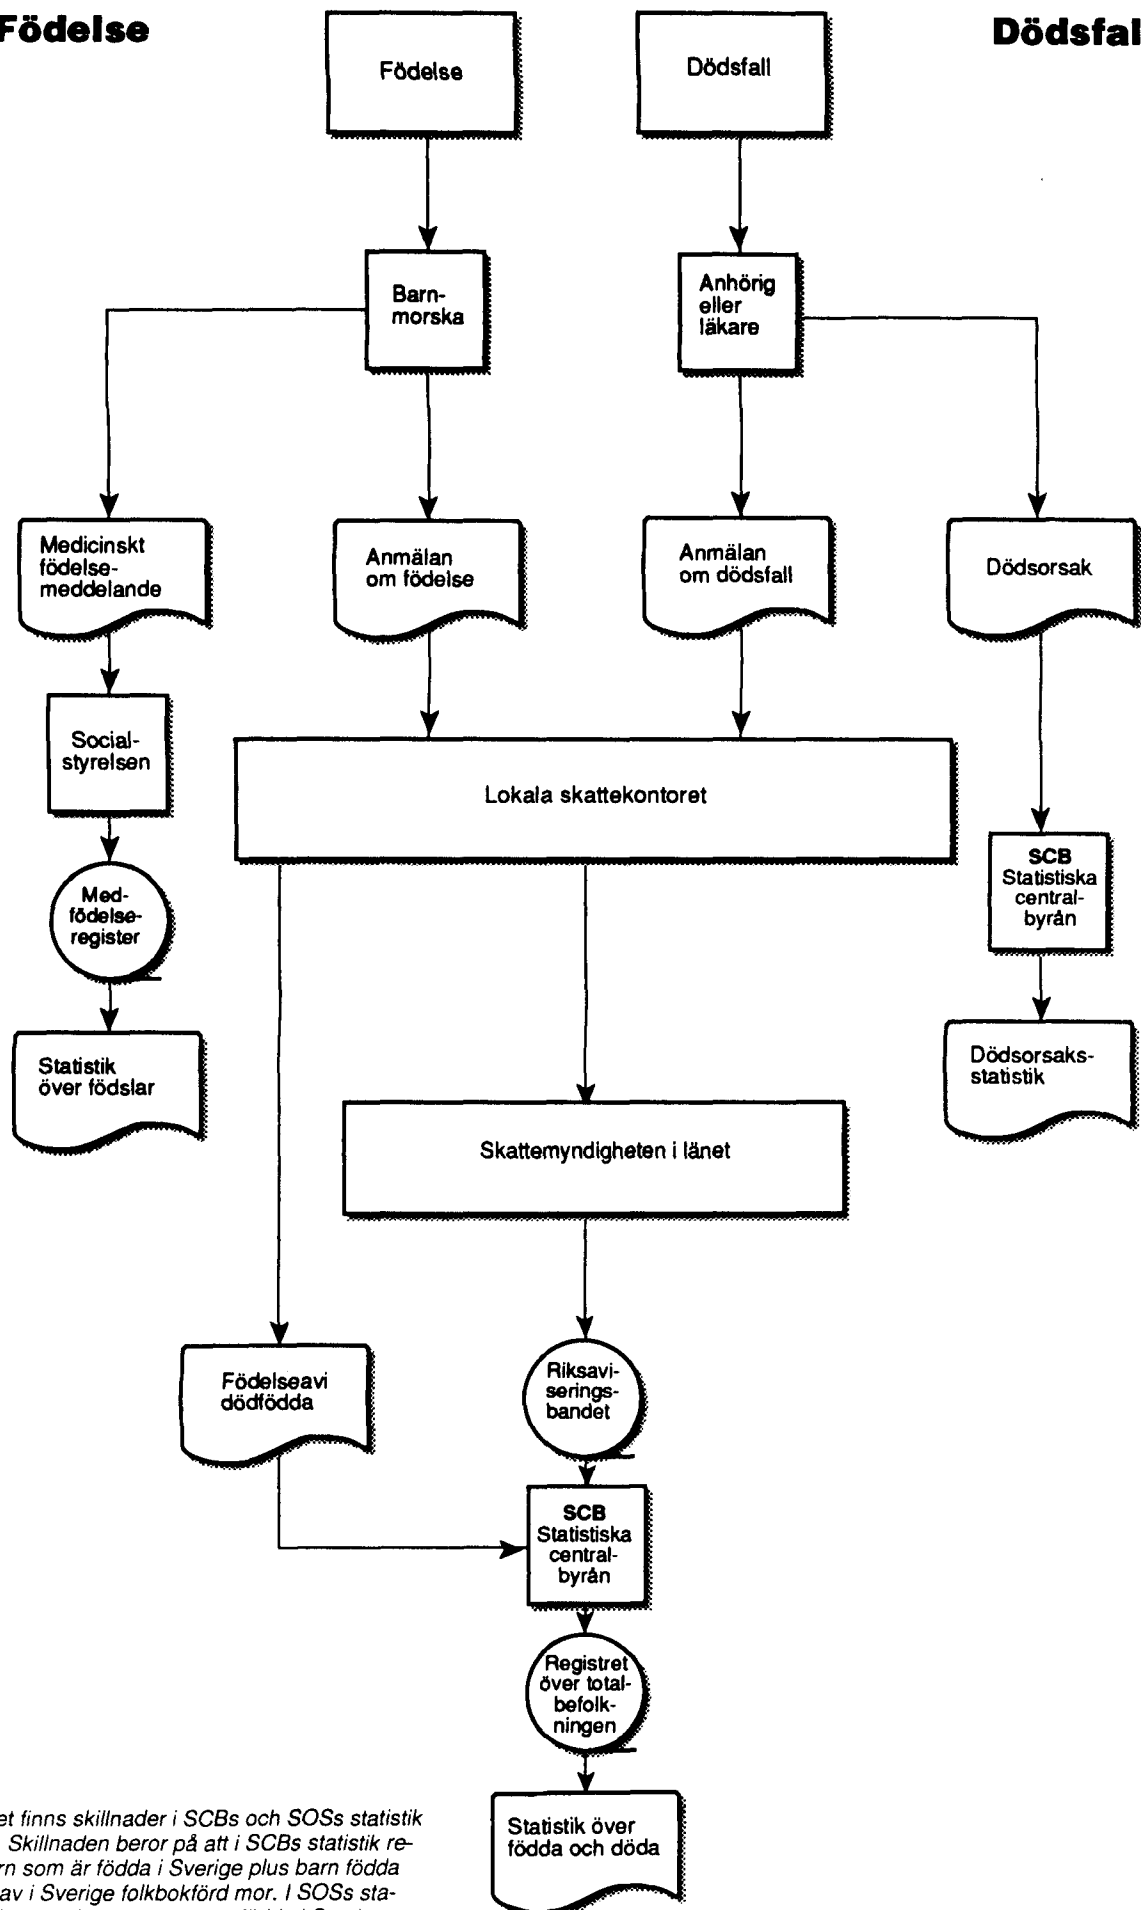 Födelse
Dödsfal
Födelse
Dödsfall
Barn-
morska
Anhörig
eller
läkare
Medicinskt
födelse-
meddelande
Anmälan
om födelse
Anmälan
om dödsfall
Dödsorsak
Social-
styrelsen
Lokala skattekontoret
SCB
Statistiska
central-
byrån
Med-
födelse-
register
Statistik
över födslar
Dödsorsaks-
statistik
Skattemyndigheten i länet
Födelseavi
dödfödda
Riksavi-
serings-
bandet
SCB
Statistiska
central-
byrån
Registret
över total-
befolk-
ningen
Statistik över
födda och döda
et finns skillnader i SCBs och SOSs statistik
. Skillnaden beror på att i SCBs statistik re-
rn som är födda i Sverige plus barn födda
av i Sverige folkbokförd mor. I SOSs sta-